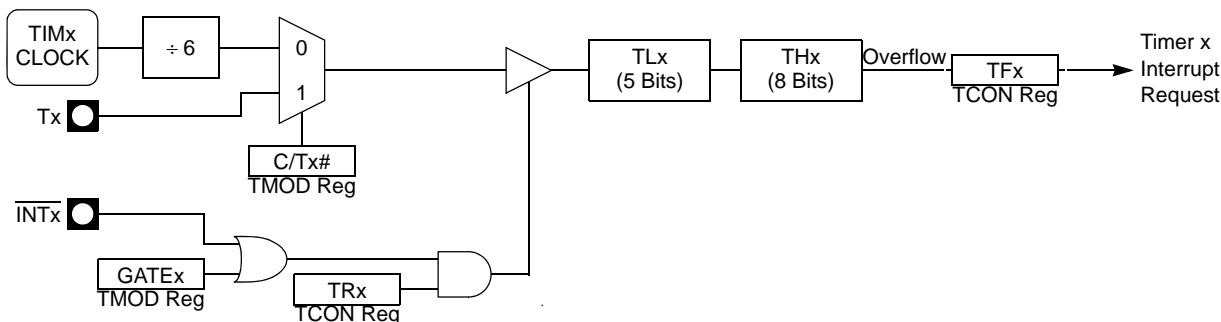 TIMx
CLOCK
÷ 6
0
1
Tx
C/Tx#
TMOD Reg
TLx
(5 Bits)
THx
(8 Bits)
Overflow
TFx
TCON Reg
Timer x
Interrupt
Request
INTx
GATEx
TMOD Reg
TRx
TCON Reg